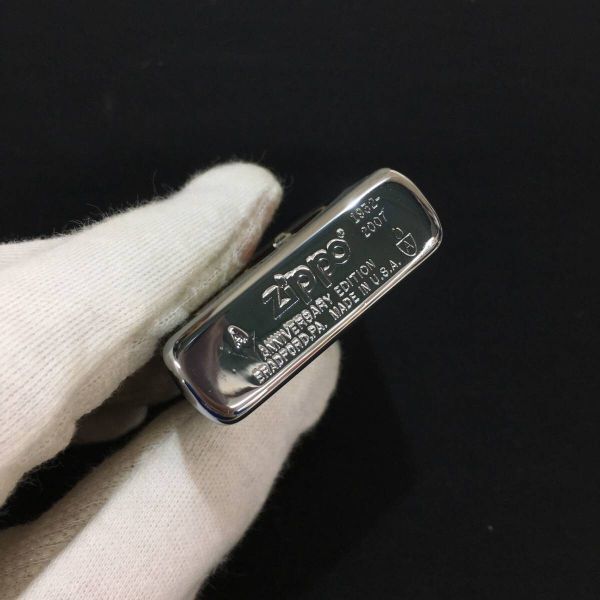 1932-
2007
zippo®
A
ANNIVERSARY EDITION
BRADFORD,PA. MADE IN U.S.A.
A